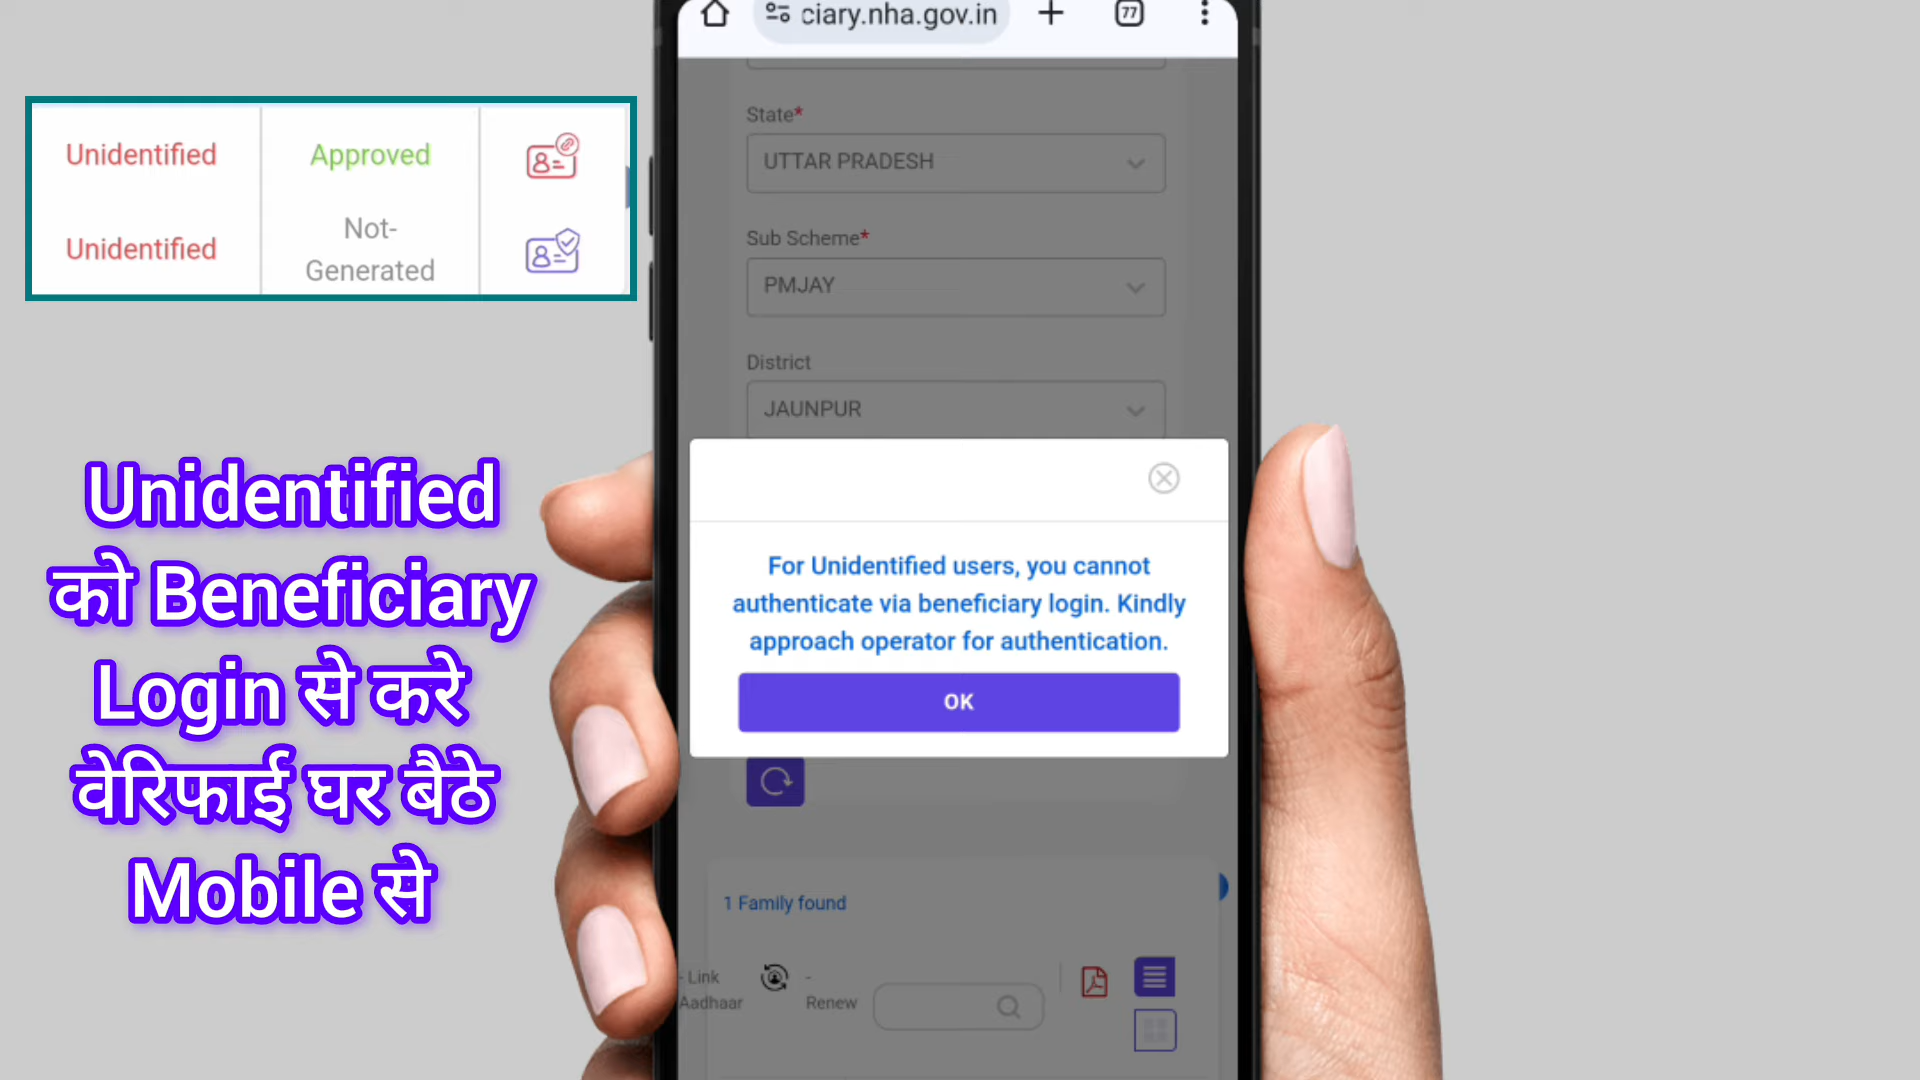 ciary.nha.gov.in
77
Unidentified
Approved
Unidentified
Not-
Generated
State*
UTTAR PRADESH
Sub Scheme*
PMJAY
District
JAUNPUR
For Unidentified users, you cannot
authenticate via beneficiary login. Kindly
approach operator for authentication.
OK
Unidentified
को Beneficiary
Login से करे
वेरिफाई घर बैठे
Mobile से
1 Family found
- Link
Aadhaar
-
Renew